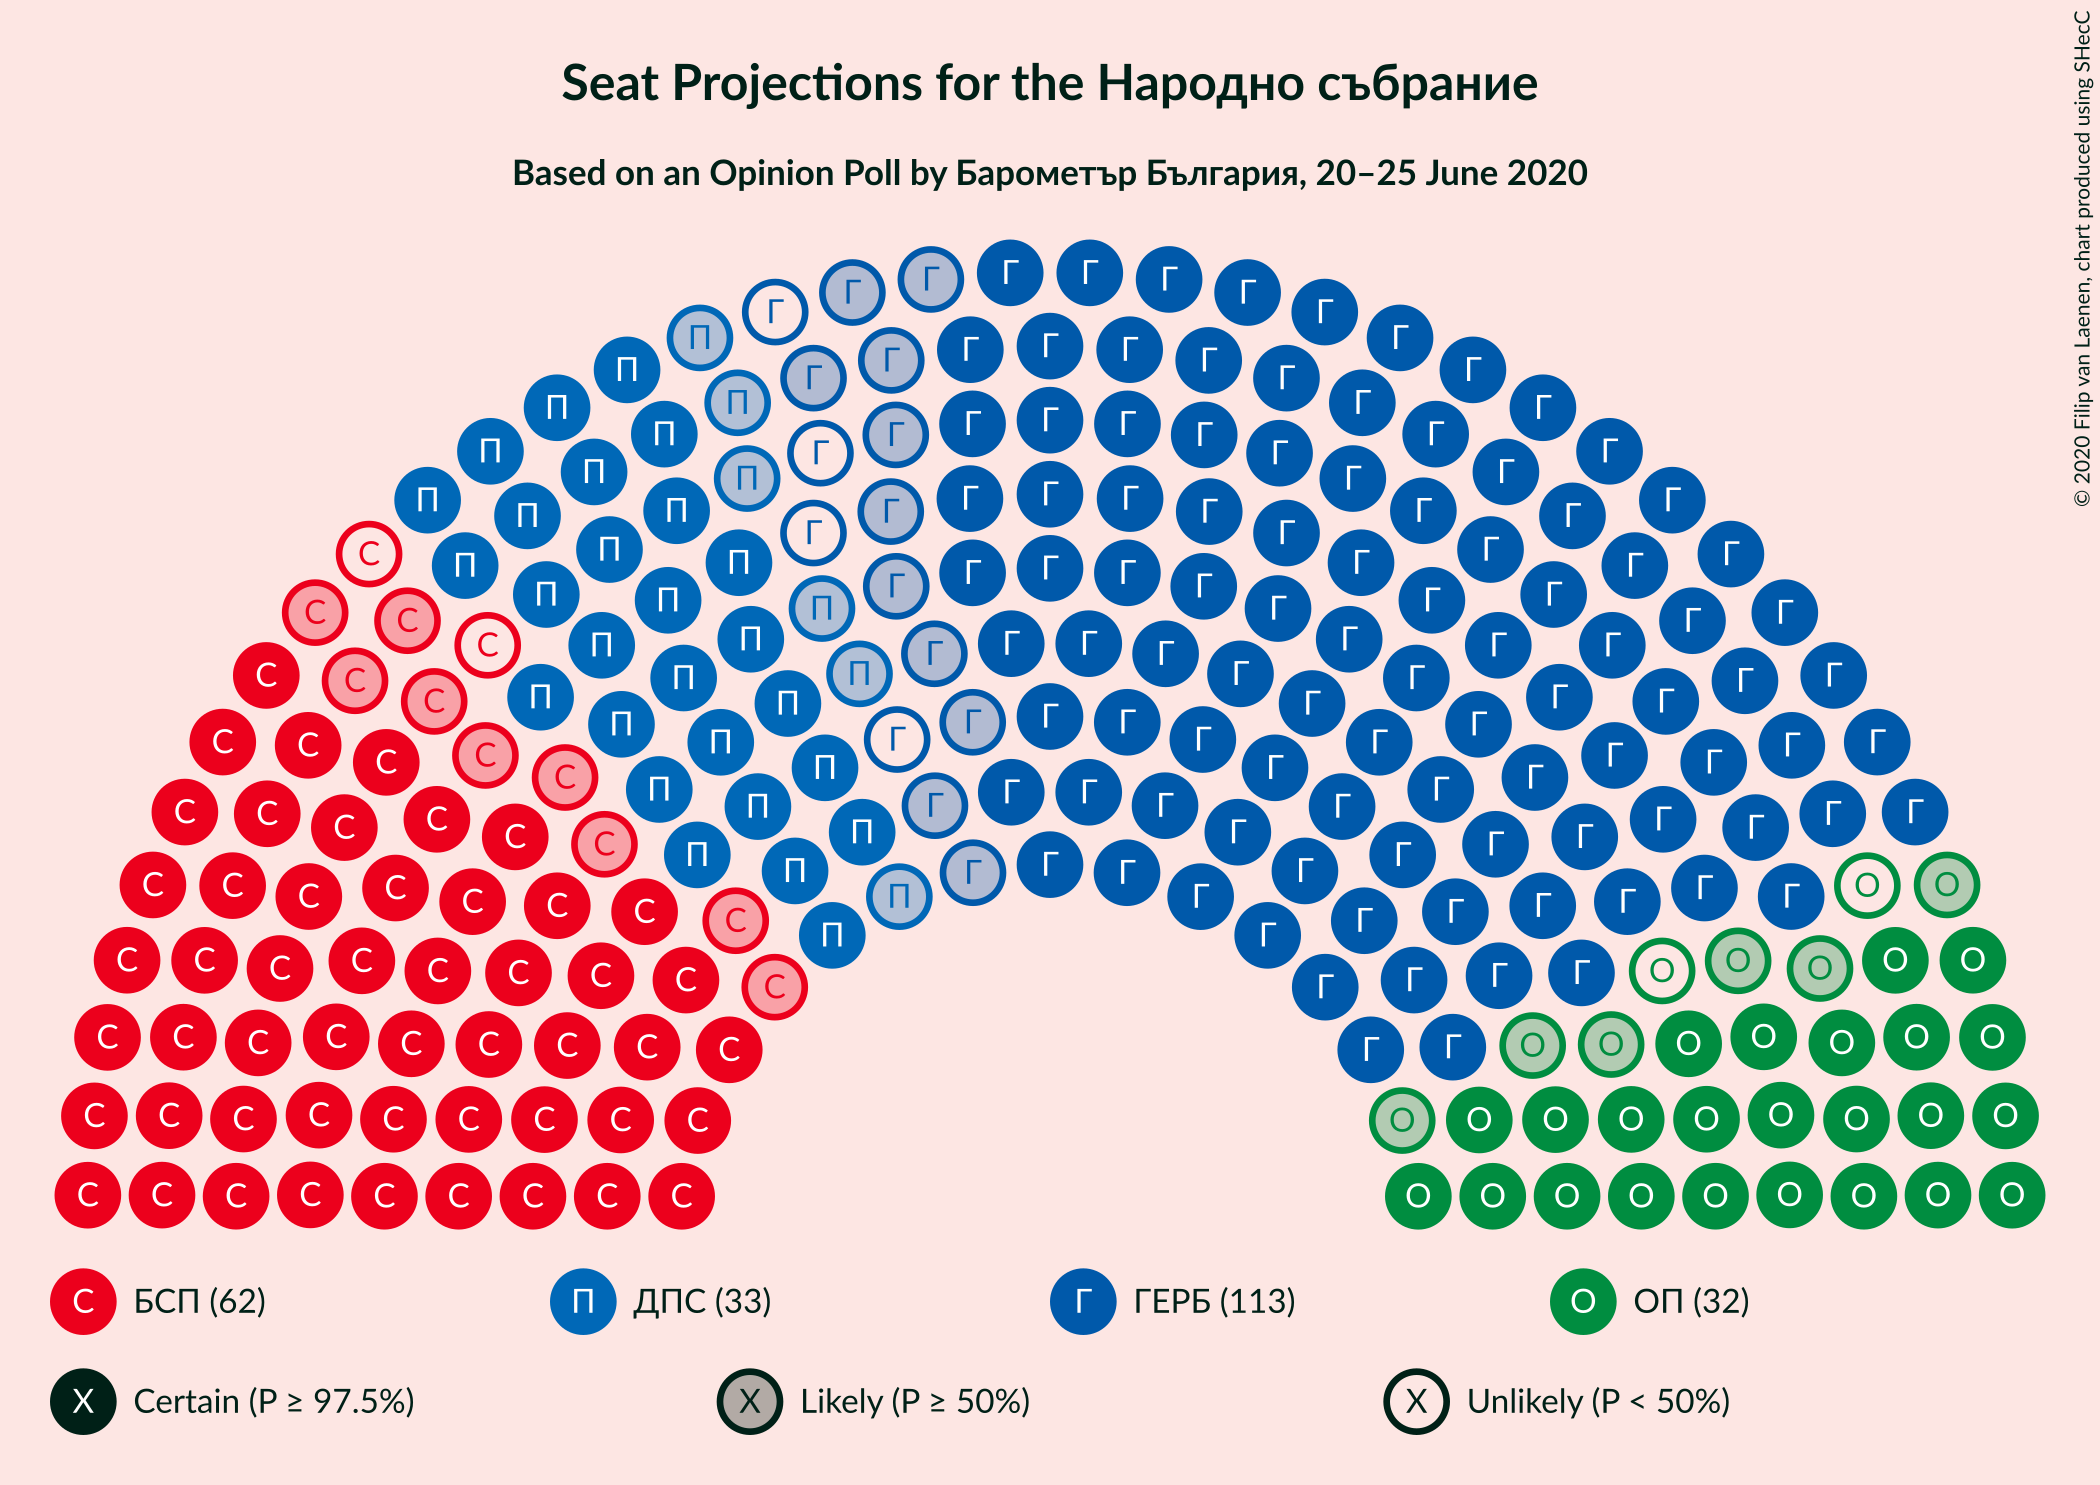 Seat Projections for the Народно събрание
Based on an Opinion Poll by Барометър България, 20–25 June 2020
© 2020 Filip van Laenen, chart produced using SHecC
С БСП (62)
П ДПС (33)
Г ГЕРБ (113)
О ОП (32)
X Certain (P ≥ 97.5%)
X Likely (P ≥ 50%)
X Unlikely (P < 50%)